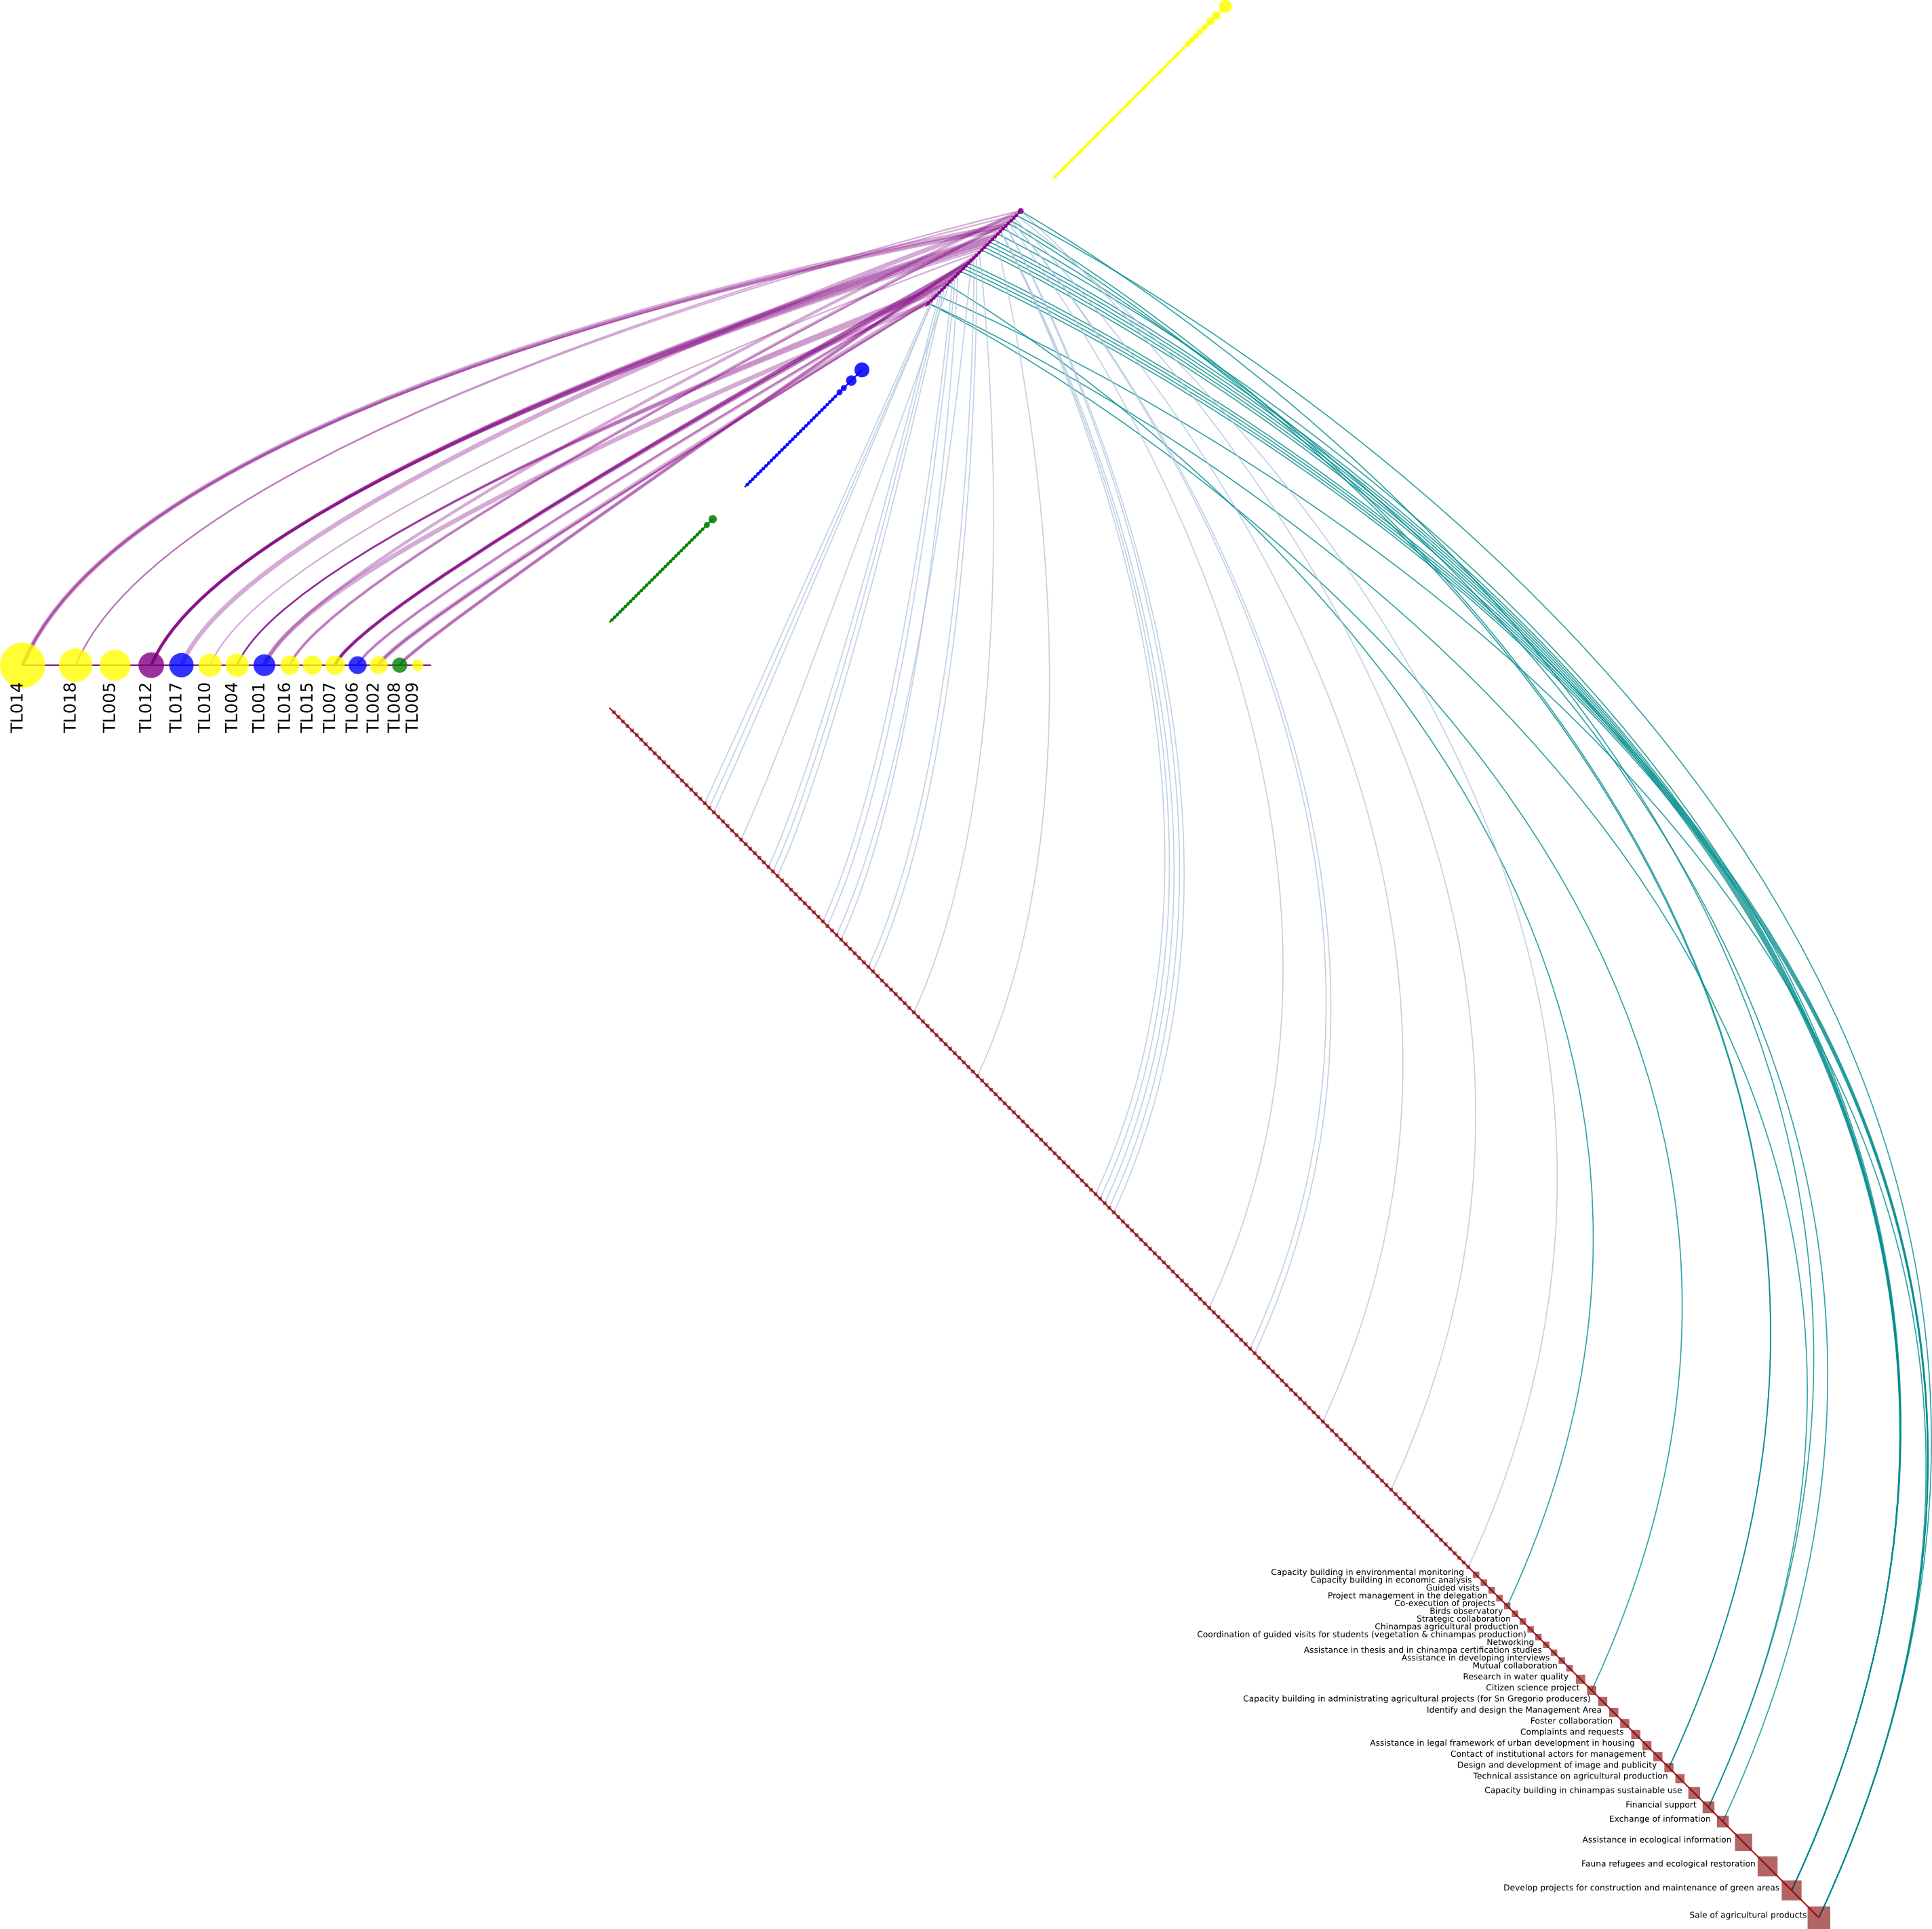 TL014
TL018
TL005
TL012
TL017
TL010
TL004
TL001
TL016
TL015
TL007
TL006
TL002
TL008
TL009
Capacity building in environmental monitoring
Capacity building in economic analysis
Guided visits
Project management in the delegation
Co-execution of projects
Birds observatory
Strategic collaboration
Chinampas agricultural production
Coordination of guided visits for students (vegetation & chinampas production)
Networking
Assistance in thesis and in chinampa certification studies
Assistance in developing interviews
Mutual collaboration
Research in water quality
Citizen science project
Capacity building in administrating agricultural projects (for Sn Gregorio producers)
Identify and design the Management Area
Foster collaboration
Complaints and requests
Assistance in legal framework of urban development in housing
Contact of institutional actors for management
Design and development of image and publicity
Technical assistance on agricultural production
Capacity building in chinampas sustainable use
Financial support
Exchange of information
Assistance in ecological information
Fauna refugees and ecological restoration
Develop projects for construction and maintenance of green areas
Sale of agricultural products